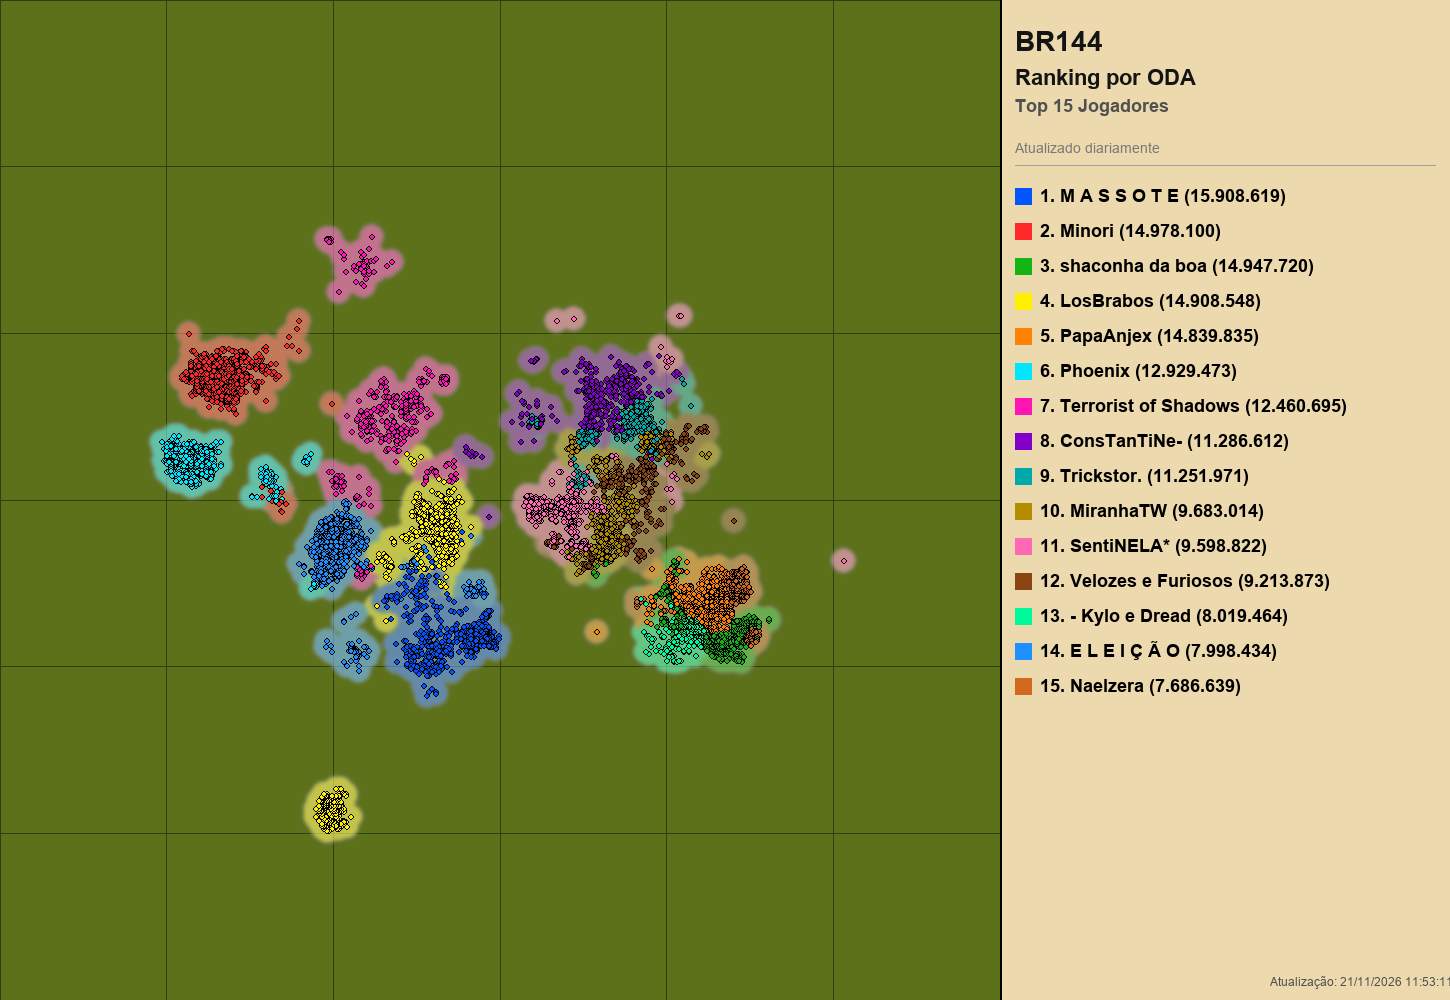 BR144
Ranking por ODA
Top 15 Jogadores
Atualizado diariamente
1. M A S S O T E (15.908.619)
2. Minori (14.978.100)
3. shaconha da boa (14.947.720)
4. LosBrabos (14.908.548)
5. PapaAnjex (14.839.835)
6. Phoenix (12.929.473)
7. Terrorist of Shadows (12.460.695)
8. ConsTanTiNe- (11.286.612)
9. Trickstor. (11.251.971)
10. MiranhaTW (9.683.014)
11. SentiNELA* (9.598.822)
12. Velozes e Furiosos (9.213.873)
13. - Kylo e Dread (8.019.464)
14. E L E I Ç Ã O (7.998.434)
15. Naelzera (7.686.639)
Atualização: 21/11/2026 11:53:11